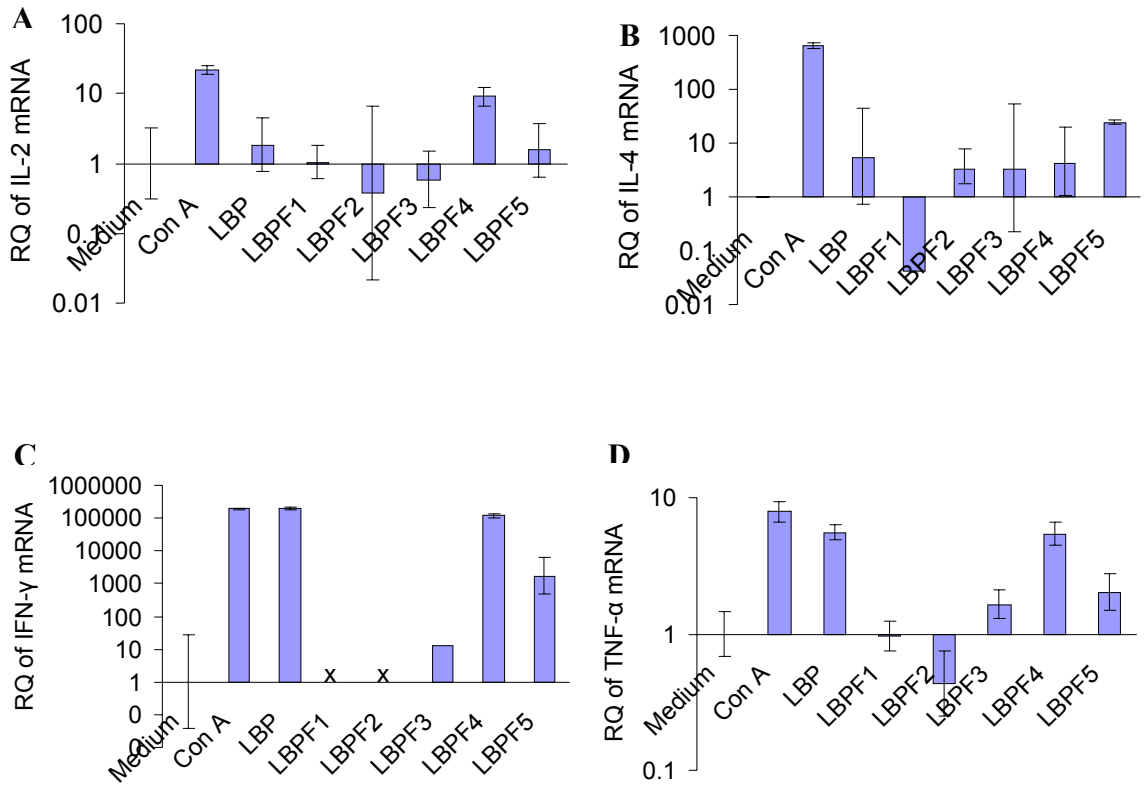 A
RQ of IL-2 mRNA
100
10
1
0.1
0.01
Medium
Con A
LBP
LBPF1
LBPF2
LBPF3
LBPF4
LBPF5
B
RQ of IL-4 mRNA
1000
100
10
1
0.1
0.01
Medium
Con A
LBP
LBPF1
LBPF2
LBPF3
LBPF4
LBPF5
C
RQ of IFN-γ mRNA
1000000
100000
10000
1000
100
10
1
0
0
x
x
Medium
Con A
LBP
LBPF1
LBPF2
LBPF3
LBPF4
LBPF5
D
RQ of TNF-α mRNA
10
1
0.1
Medium
Con A
LBP
LBPF1
LBPF2
LBPF3
LBPF4
LBPF5